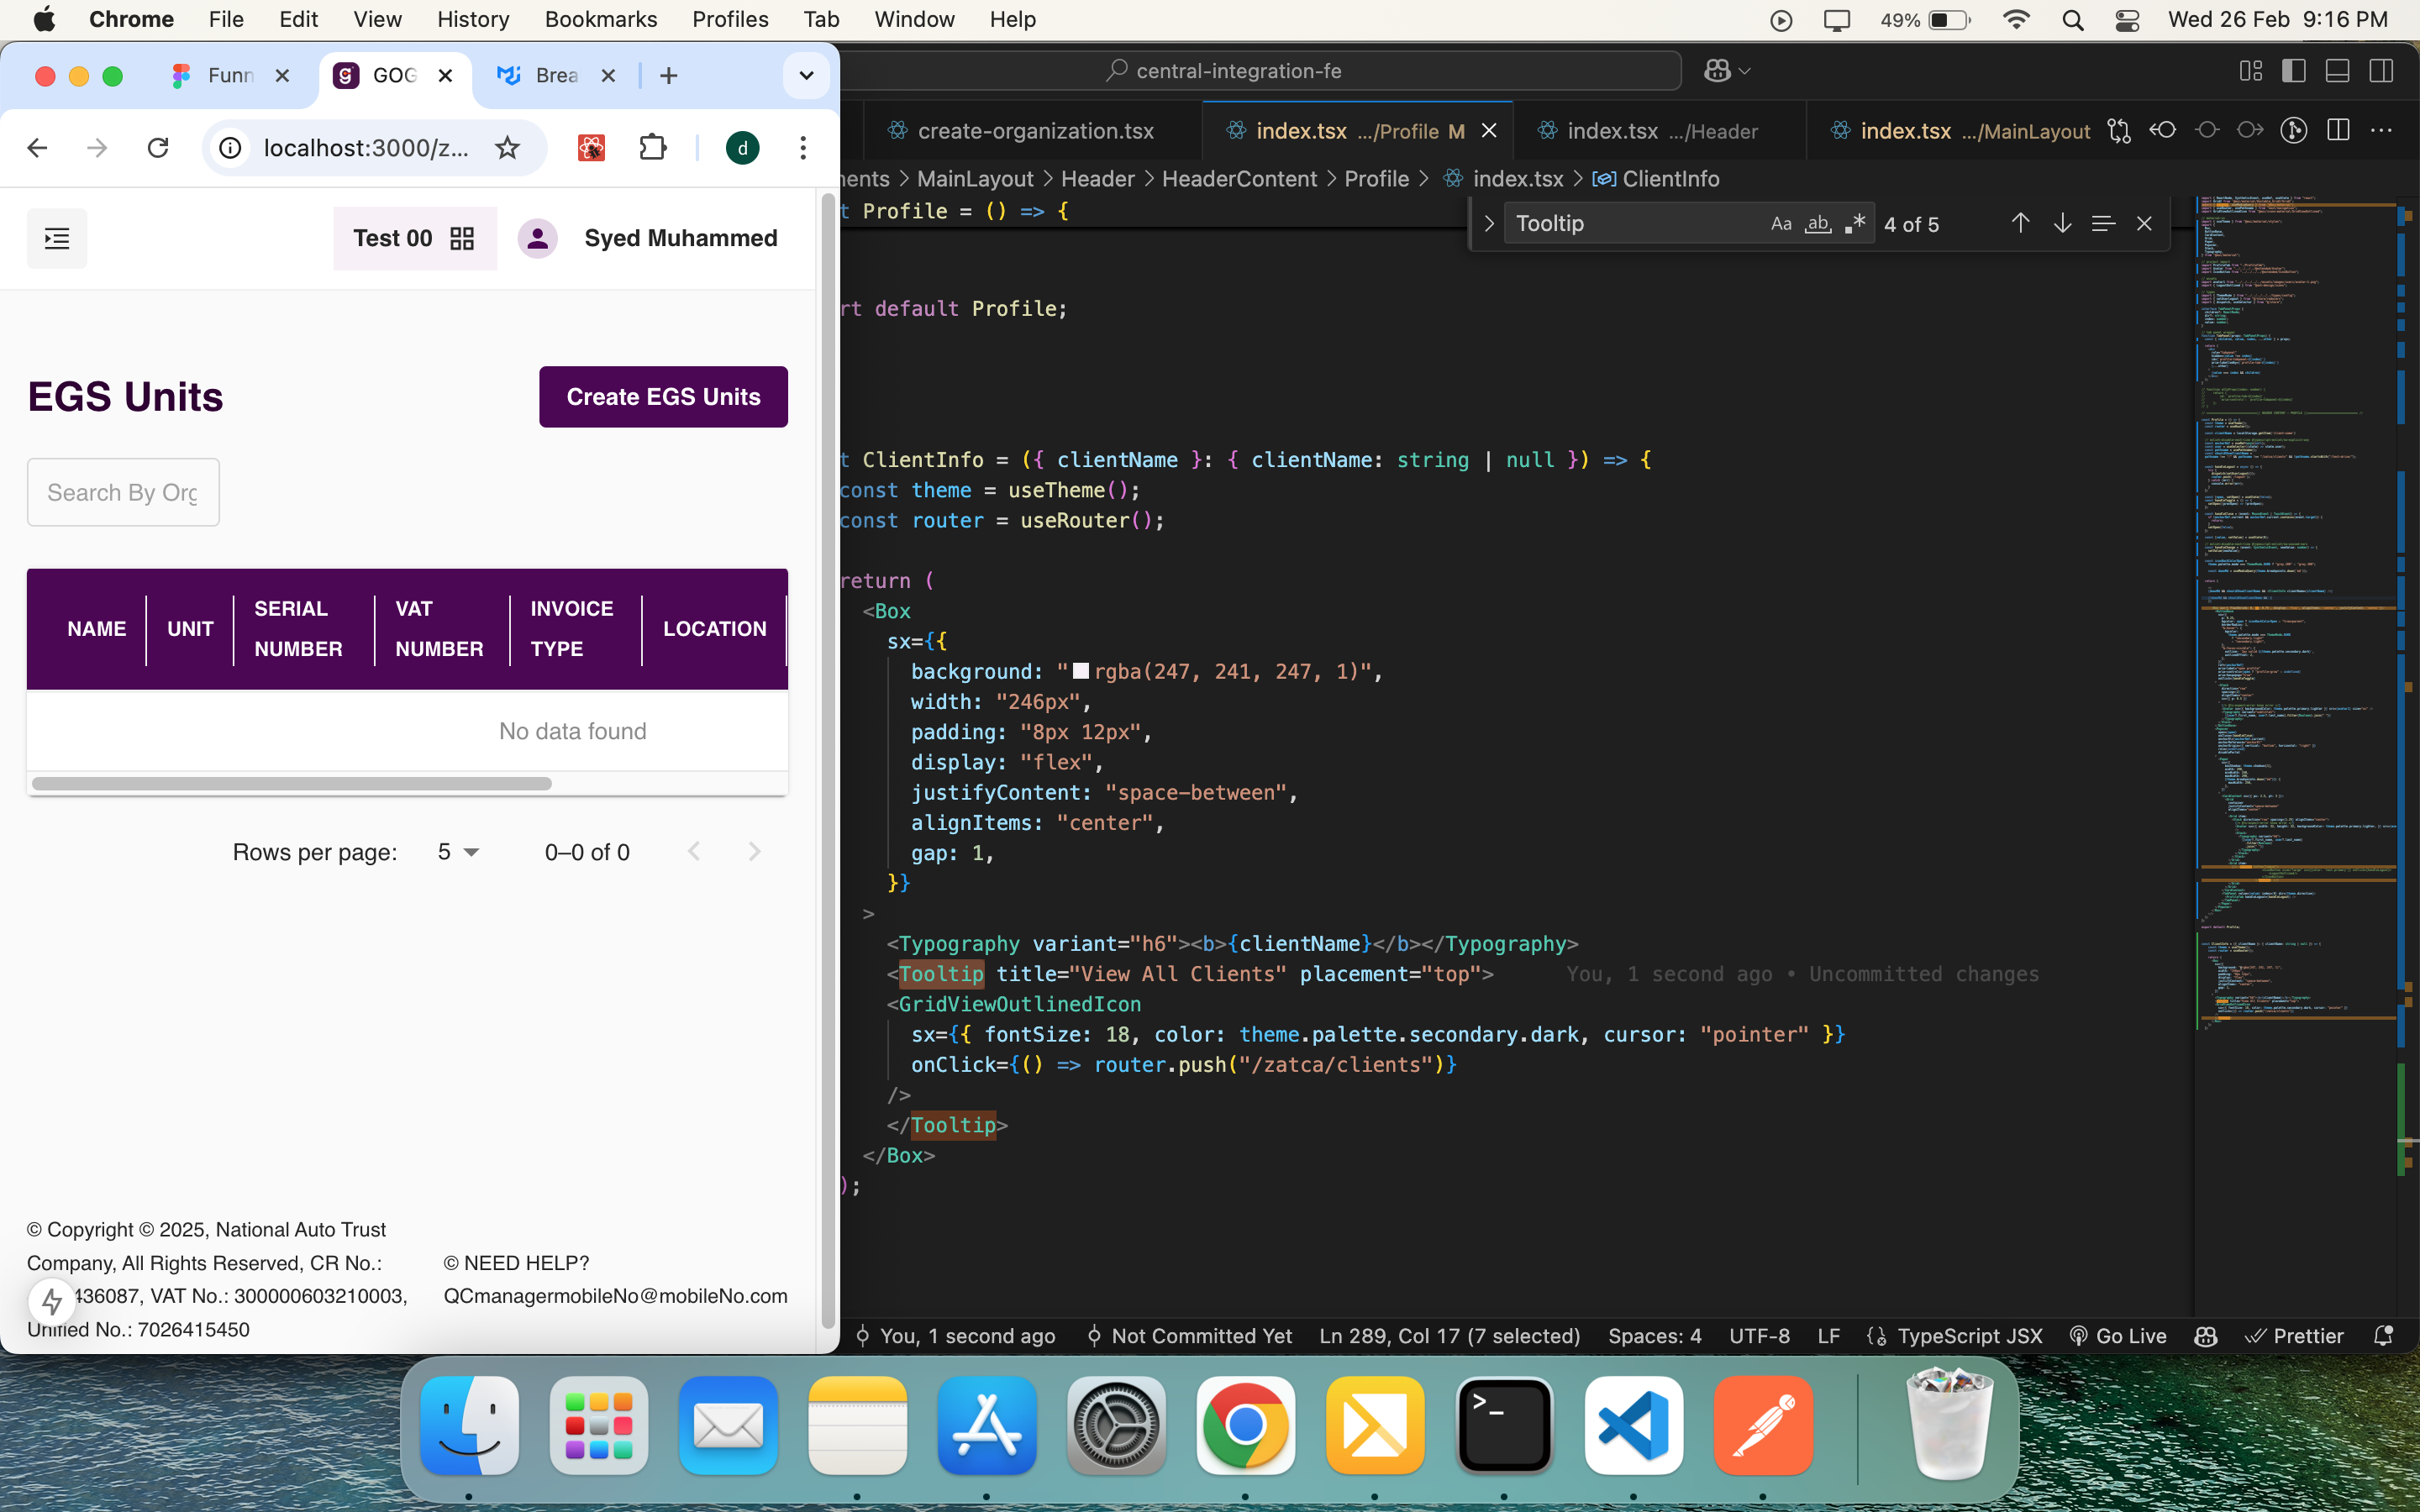 Chrome File Edit View History Bookmarks Profiles Tab Window Help 49% Wed 26 Feb 9:16 PM
Funn GOG Brea
localhost:3000/z... d
Test 00 Syed Muhammed
EGS Units Create EGS Units
Search By Org
NAME UNIT SERIAL NUMBER VAT NUMBER INVOICE TYPE LOCATION
No data found
Rows per page: 5 0–0 of 0
© Copyright © 2025, National Auto Trust
Company, All Rights Reserved, CR No.:
436087, VAT No.: 300000603210003,
Unified No.: 7026415450
© NEED HELP?
QCmanagermobileNo@mobileNo.com
central-integration-fe
create-organization.tsx index.tsx .../Profile M index.tsx .../Header index.tsx .../MainLayout
nents > MainLayout > Header > HeaderContent > Profile > index.tsx > ClientInfo
t Profile = () => {
Tooltip Aa ab .* 4 of 5
rt default Profile;
t ClientInfo = ({ clientName }: { clientName: string | null }) => {
const theme = useTheme();
const router = useRouter();
return (
<Box
sx={{
background: "rgba(247, 241, 247, 1)",
width: "246px",
padding: "8px 12px",
display: "flex",
justifyContent: "space-between",
alignItems: "center",
gap: 1,
}}
>
<Typography variant="h6"><b>{clientName}</b></Typography>
<Tooltip title="View All Clients" placement="top"> You, 1 second ago • Uncommitted changes
<GridViewOutlinedIcon
sx={{ fontSize: 18, color: theme.palette.secondary.dark, cursor: "pointer" }}
onClick={() => router.push("/zatca/clients")}
/>
</Tooltip>
</Box>
);
You, 1 second ago Not Committed Yet Ln 289, Col 17 (7 selected) Spaces: 4 UTF-8 LF TypeScript JSX Go Live Prettier